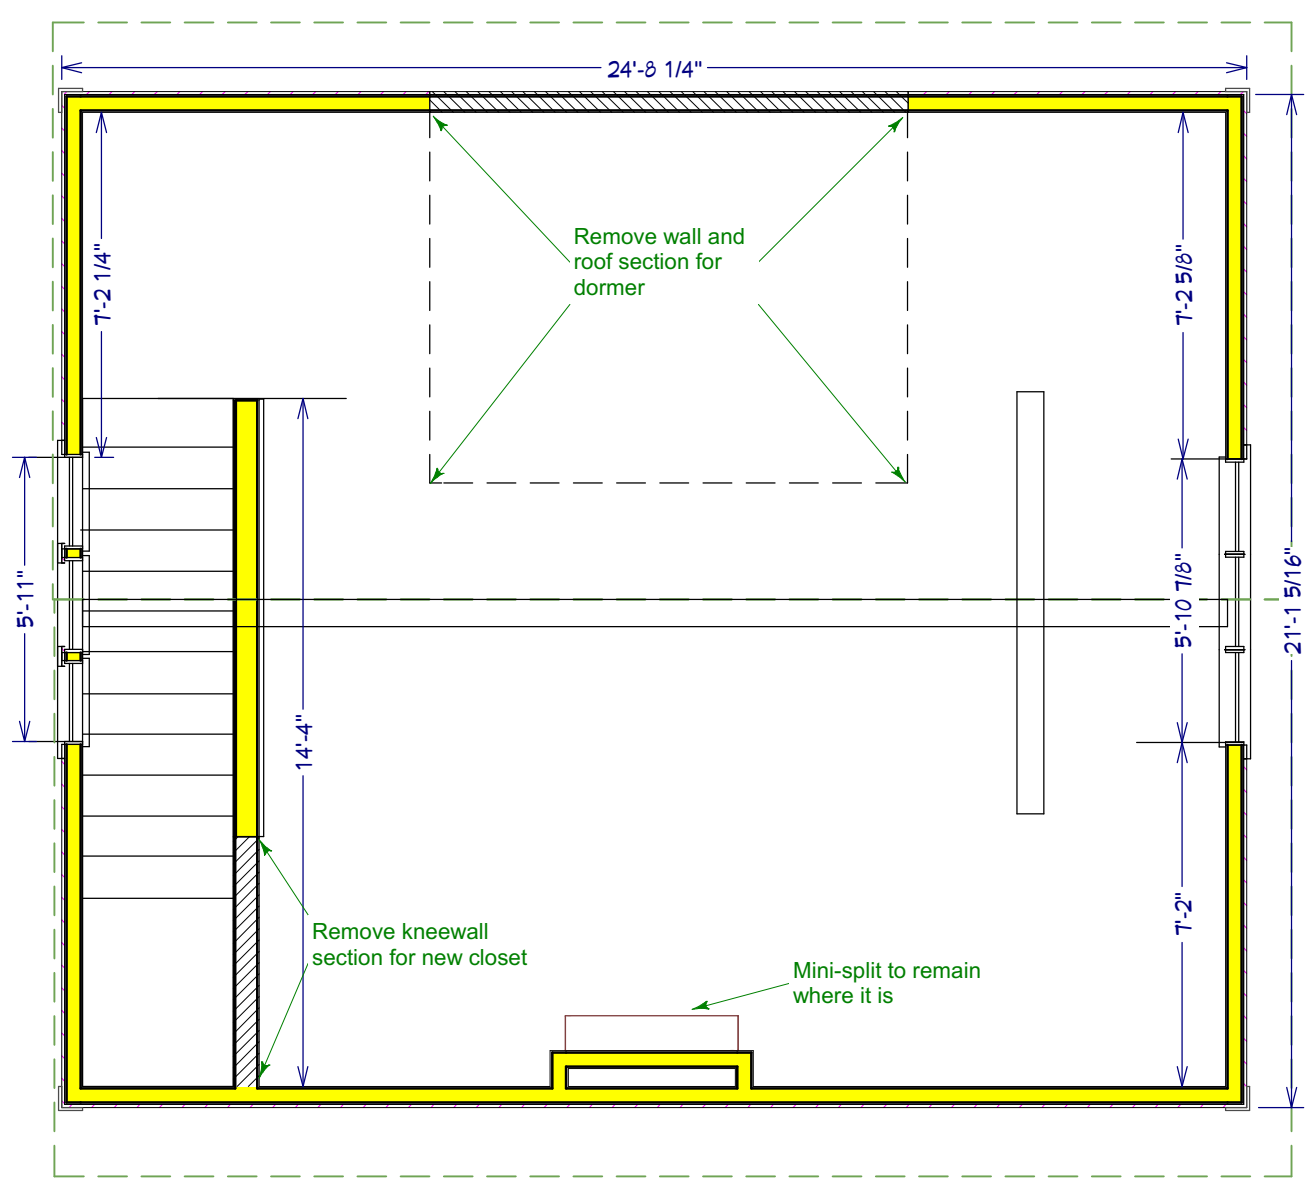 24'-8 1/4"
Remove wall and
roof section for
dormer
7'-2 1/4"
7'-2 5/8"
5'-11"
5'-10 7/8"
21'-1 5/16"
14'-4"
7'-2"
Remove kneewall
section for new closet
Mini-split to remain
where it is